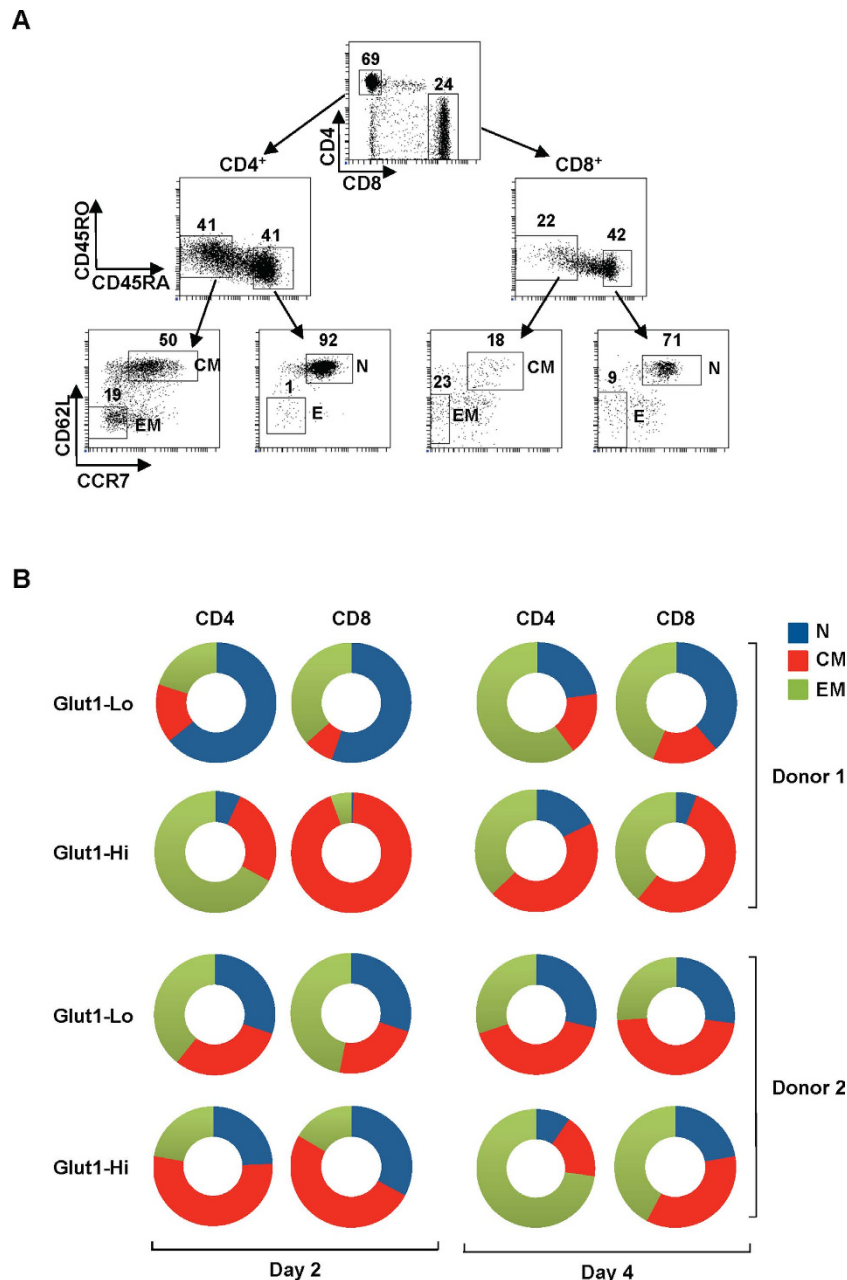 A
69
24
CD4
CD8
CD4+
CD8+
CD45RO
CD45RA
41
41
22
42
50
CM
19
EM
92
N
1
E
18
CM
23
EM
71
N
9
E
CD62L
CCR7
B
CD4 CD8 CD4 CD8
N
CM
EM
Glut1-Lo
Donor 1
Glut1-Hi
Glut1-Lo
Donor 2
Glut1-Hi
Day 2 Day 4